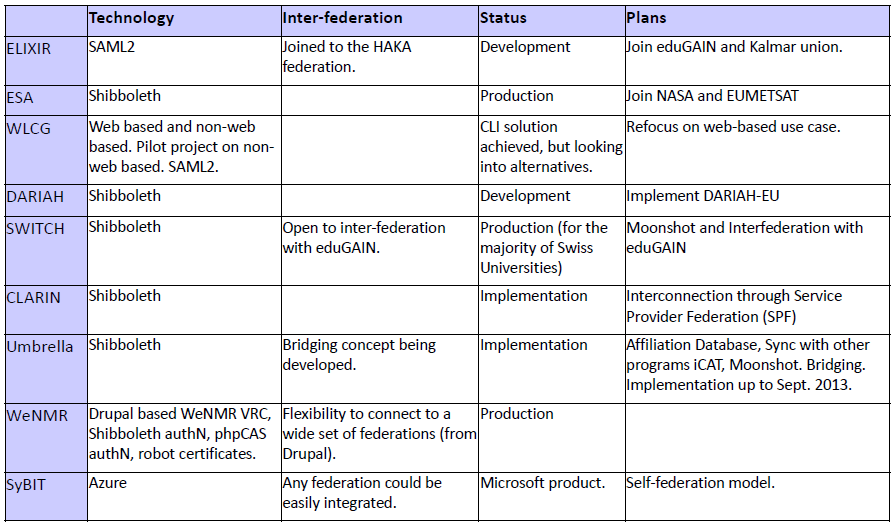 Technology Inter-federation Status Plans
ELIXIR SAML2 Joined to the HAKA Development Join eduGAIN and Kalmar union.
federation.
ESA Shibboleth Production Join NASA and EUMETSAT
WLCG Web based and non-web CLI solution Refocus on web-based use case.
based. Pilot project on non- achieved, but looking
web based. SAML2. into alternatives.
DARIAH Shibboleth Development Implement DARIAH-EU
SWITCH Shibboleth Open to inter-federation Production (for the Moonshot and Interfederation with
with eduGAIN. majority of Swiss eduGAIN
Universities)
CLARIN Shibboleth Implementation Interconnection through Service
Provider Federation (SPF)
Umbrella Shibboleth Bridging concept being Implementation Affiliation Database, Sync with other
developed. programs iCAT, Moonshot. Bridging.
Implementation up to Sept. 2013.
WeNMR Drupal based WeNMR VRC, Flexibility to connect to a Production
Shibboleth authN, phpCAS wide set of federations (from
authN, robot certificates. Drupal).
SyBIT Azure Any federation could be Microsoft product. Self-federation model.
easily integrated.